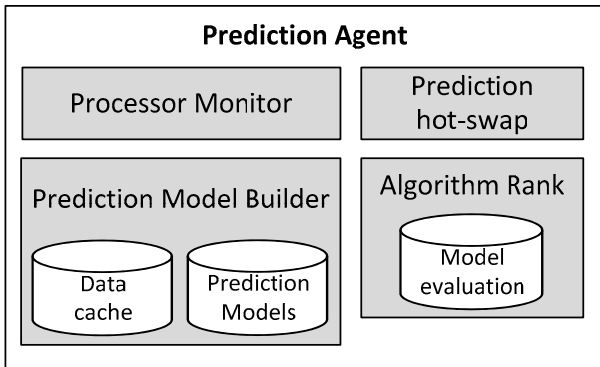 Prediction Agent
Processor Monitor
Prediction
hot-swap
Prediction Model Builder
Data
cache
Prediction
Models
Algorithm Rank
Model
evaluation